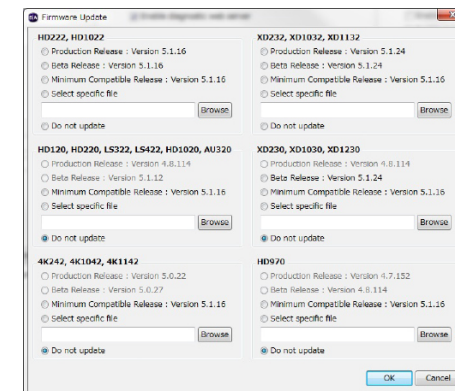 Firmware Update
HD222, HD1022
Production Release : Version 5.1.16
Beta Release : Version 5.1.16
Minimum Compatible Release : Version 5.1.16
Select specific file
Browse
Do not update
XD232, XD1032, XD1132
Production Release : Version 5.1.24
Beta Release : Version 5.1.24
Minimum Compatible Release : Version 5.1.16
Select specific file
Browse
Do not update
HD120, HD220, LS322, LS422, HD1020, AU320
Production Release : Version 4.8.114
Beta Release : Version 5.1.12
Minimum Compatible Release : Version 5.1.16
Select specific file
Browse
Do not update
XD230, XD1030, XD1230
Production Release : Version 4.8.114
Beta Release : Version 5.1.24
Minimum Compatible Release : Version 5.1.16
Select specific file
Browse
Do not update
4K242, 4K1042, 4K1142
Production Release : Version 5.0.22
Beta Release : Version 5.0.27
Minimum Compatible Release : Version 5.1.16
Select specific file
Browse
Do not update
HD970
Production Release : Version 4.7.152
Beta Release : Version 4.8.114
Minimum Compatible Release : Version 5.1.16
Select specific file
Browse
Do not update
OK Cancel